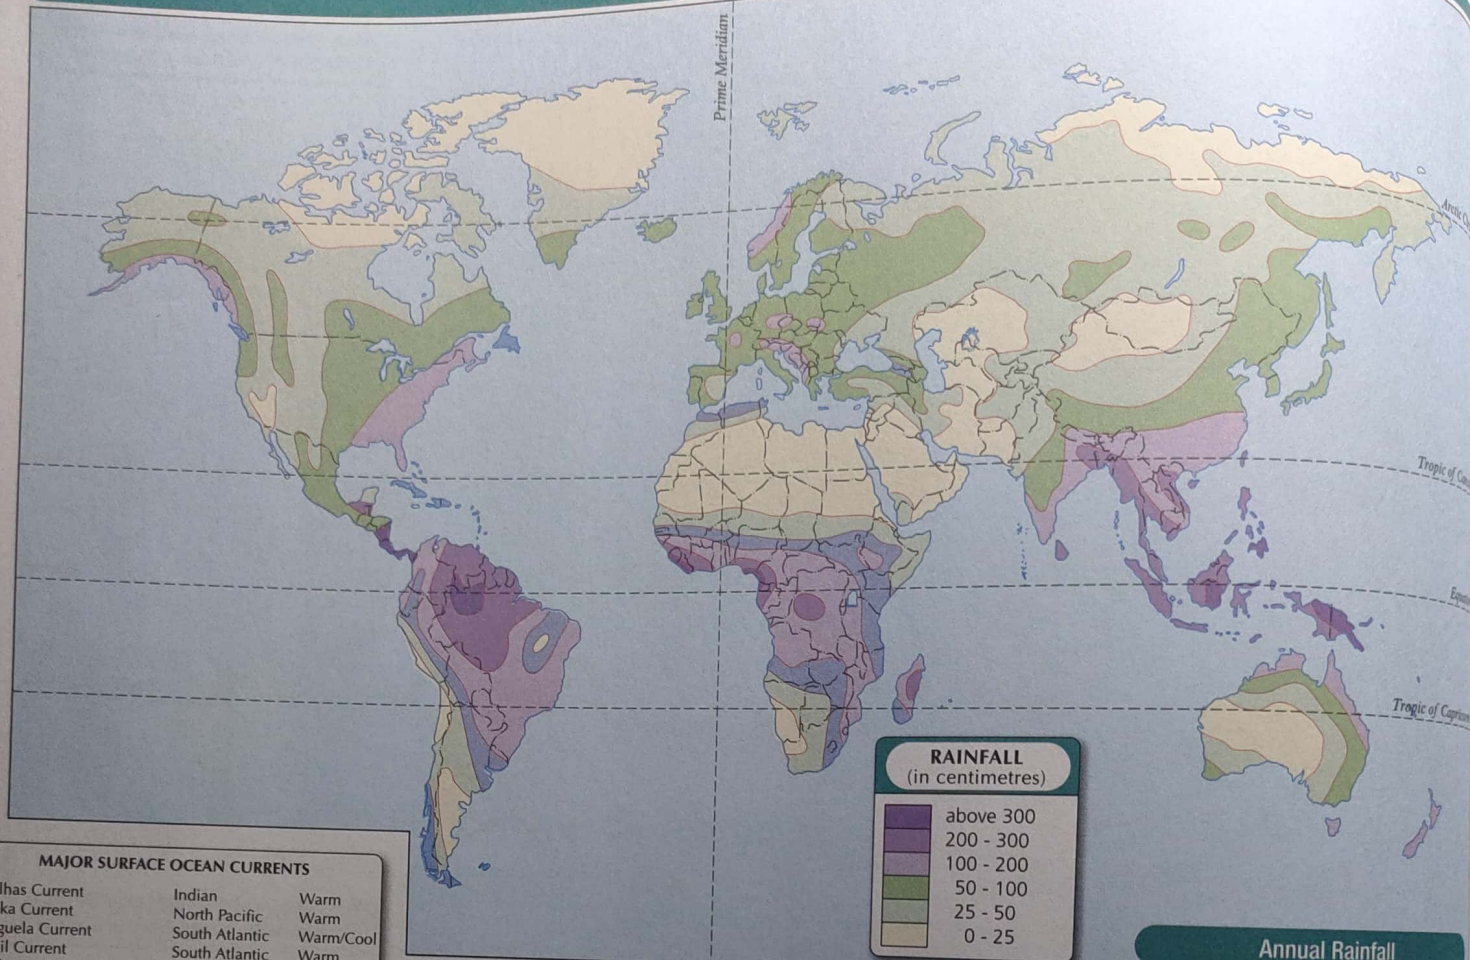 Prime Meridian
Arctic
Tropic of
Equa
Tropic of Capricorn
RAINFALL
(in centimetres)
above 300
200 - 300
100 - 200
50 - 100
25 - 50
0 - 25
MAJOR SURFACE OCEAN CURRENTS
lhas Current Indian Warm
ka Current North Pacific Warm
guela Current South Atlantic Warm/Cool
il Current South Atlantic Warm
Annual Rainfall